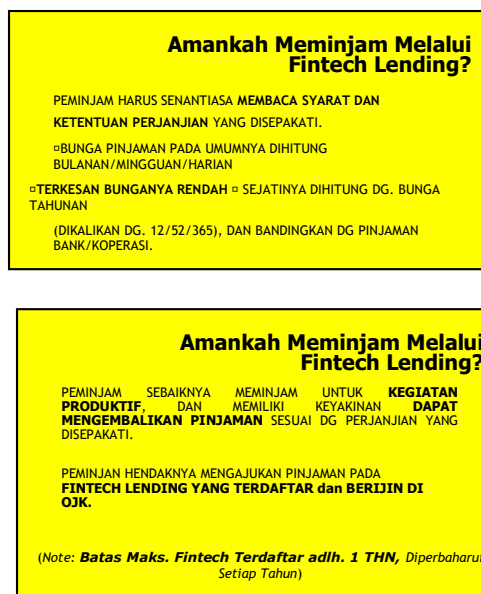 Amankah Meminjam Melalui
Fintech Lending?
PEMINJAM HARUS SENANTIASA MEMBACA SYARAT DAN
KETENTUAN PERJANJIAN YANG DISEPAKATI.
▫BUNGA PINJAMAN PADA UMUMNYA DIHITUNG
BULANAN/MINGGUAN/HARIAN
▫TERKESAN BUNGANYA RENDAH ▫ SEJATINYA DIHITUNG DG. BUNGA
TAHUNAN
(DIKALIKAN DG. 12/52/365), DAN BANDINGKAN DG PINJAMAN
BANK/KOPERASI.
Amankah Meminjam Melalui
Fintech Lending?
PEMINJAM SEBAIKNYA MEMINJAM UNTUK KEGIATAN
PRODUKTIF, DAN MEMILIKI KEYAKINAN DAPAT
MENGEMBALIKAN PINJAMAN SESUAI DG PERJANJIAN YANG
DISEPAKATI.
PEMINJAN HENDAKNYA MENGAJUKAN PINJAMAN PADA
FINTECH LENDING YANG TERDAFTAR dan BERIJIN DI
OJK.
(Note: Batas Maks. Fintech Terdaftar adlh. 1 THN, Diperbaharui
Setiap Tahun)